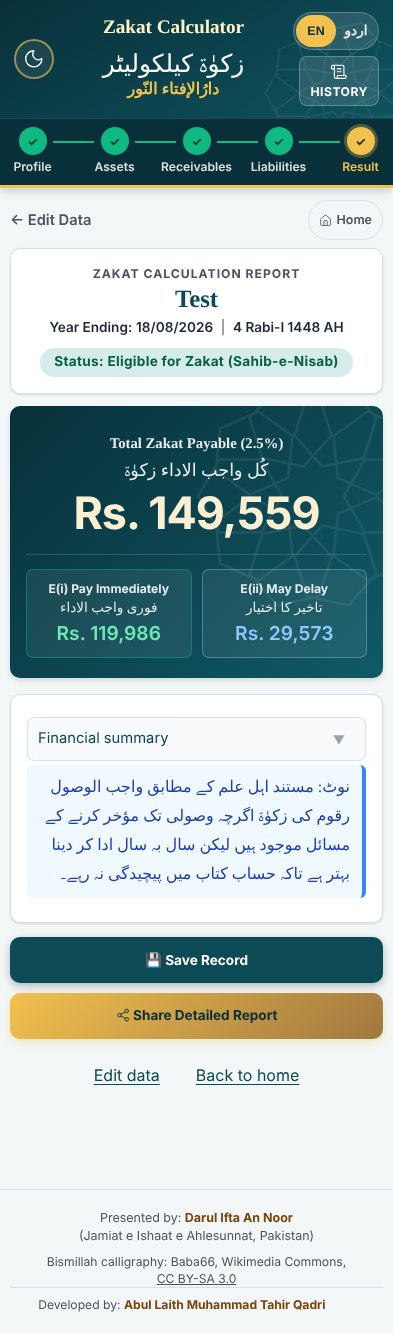 Zakat Calculator
زکوٰۃ کیلکولیٹر
دارُالإفتاء النّور
EN
اردو
HISTORY
Profile
Assets
Receivables
Liabilities
Result
← Edit Data
Home
ZAKAT CALCULATION REPORT
Test
Year Ending: 18/08/2026 | 4 Rabi-I 1448 AH
Status: Eligible for Zakat (Sahib-e-Nisab)
Total Zakat Payable (2.5%)
کُل واجب الاداء زکوٰۃ
Rs. 149,559
E(i) Pay Immediately
فوری واجب الاداء
Rs. 119,986
E(ii) May Delay
تاخیر کا اختیار
Rs. 29,573
Financial summary
نوٹ: مستند اہل علم کے مطابق واجب الوصول
رقوم کی زکوٰۃ اگرچہ وصولی تک مؤخر کرنے کے
مسائل موجود ہیں لیکن سال بہ سال ادا کر دینا
بہتر ہے تاکہ حساب کتاب میں پیچیدگی نہ رہے۔
Save Record
Share Detailed Report
Edit data
Back to home
Presented by: Darul Ifta An Noor
(Jamiat e Ishaat e Ahlesunnat, Pakistan)
Bismillah calligraphy: Baba66, Wikimedia Commons,
CC BY-SA 3.0
Developed by: Abul Laith Muhammad Tahir Qadri